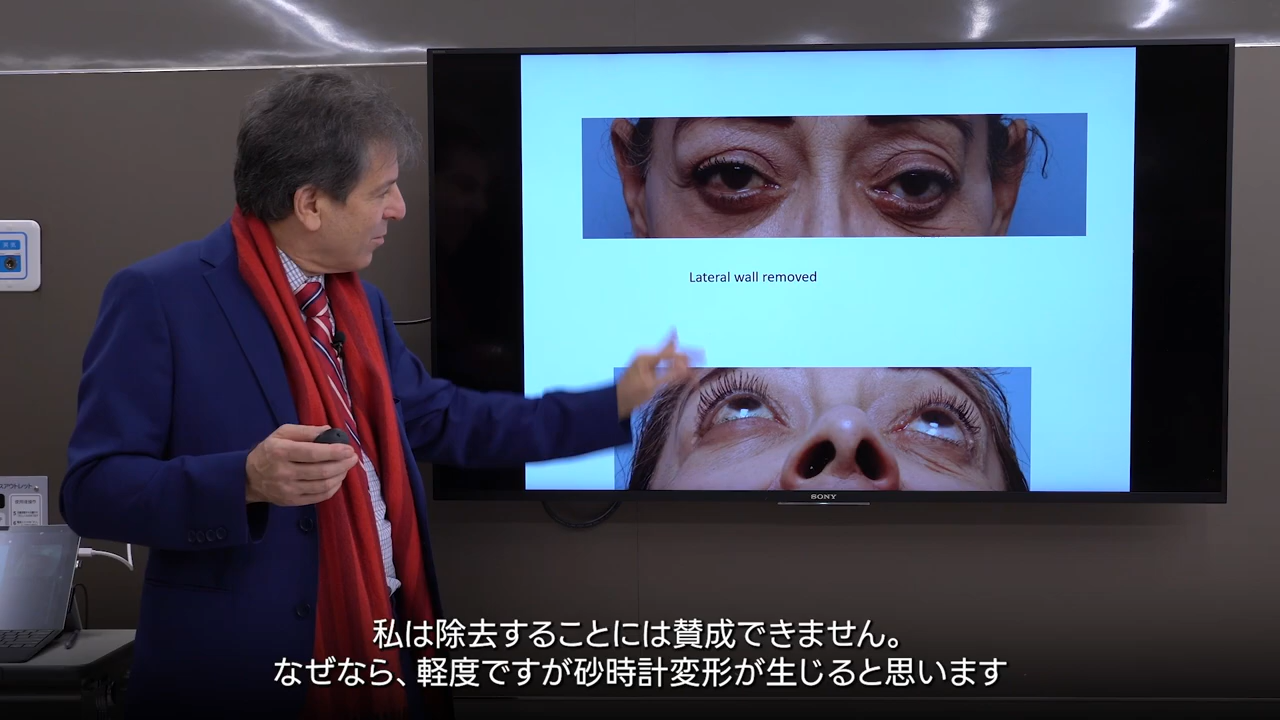 Lateral wall removed
SONY
私は除去することには賛成できません。
なぜなら、軽度ですが砂時計変形が生じると思います